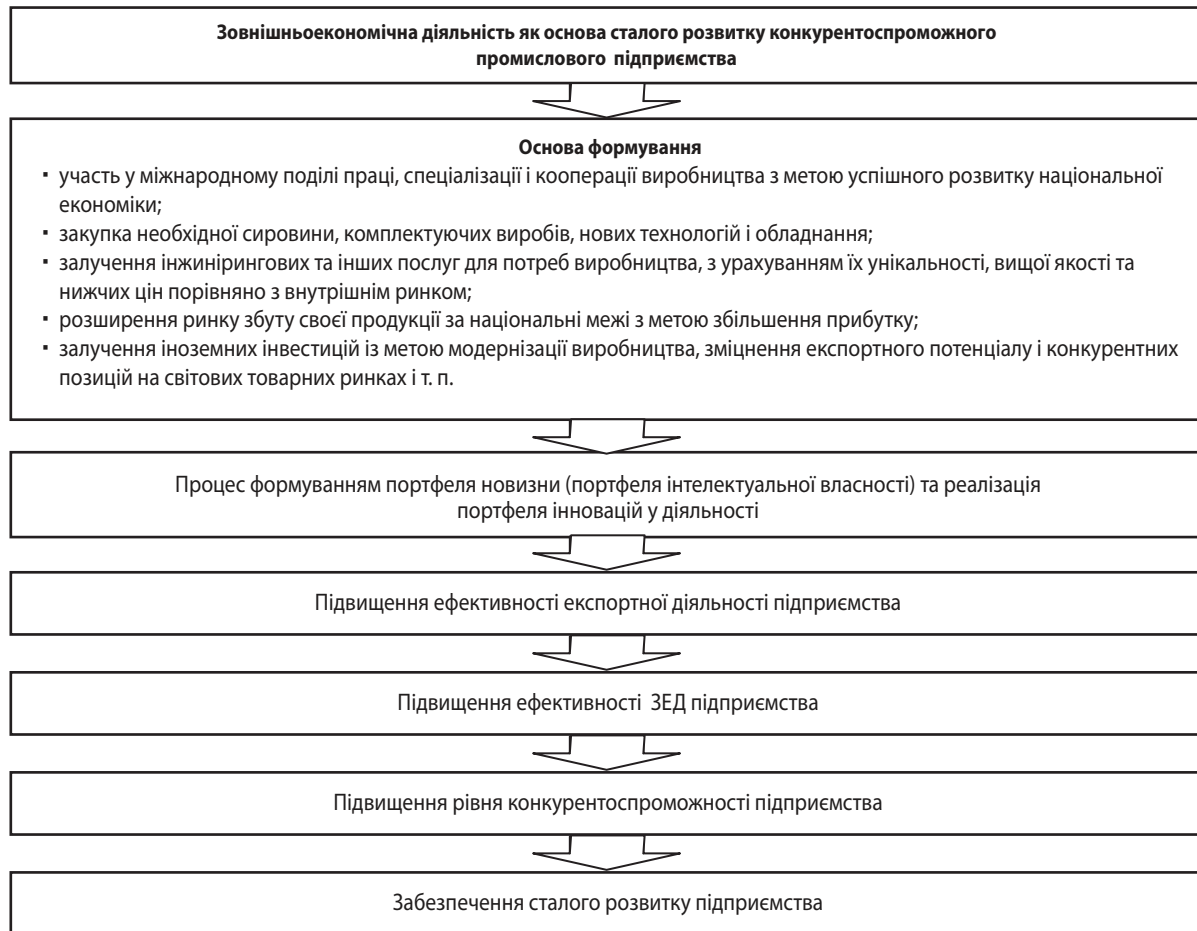 Зовнішньоекономічна діяльність як основа сталого розвитку конкурентоспроможного
промислового підприємства
Основа формування
▪ участь у міжнародному поділі праці, спеціалізації і кооперації виробництва з метою успішного розвитку національної
економіки;
▪ закупка необхідної сировини, комплектуючих виробів, нових технологій і обладнання;
▪ залучення інжинірингових та інших послуг для потреб виробництва, з урахуванням їх унікальності, вищої якості та
нижчих цін порівняно з внутрішнім ринком;
▪ розширення ринку збуту своєї продукції за національні межі з метою збільшення прибутку;
▪ залучення іноземних інвестицій із метою модернізації виробництва, зміцнення експортного потенціалу і конкурентних
позицій на світових товарних ринках і т. п.
Процес формуванням портфеля новизни (портфеля інтелектуальної власності) та реалізація
портфеля інновацій у діяльності
Підвищення ефективності експортної діяльності підприємства
Підвищення ефективності ЗЕД підприємства
Підвищення рівня конкурентоспроможності підприємства
Забезпечення сталого розвитку підприємства